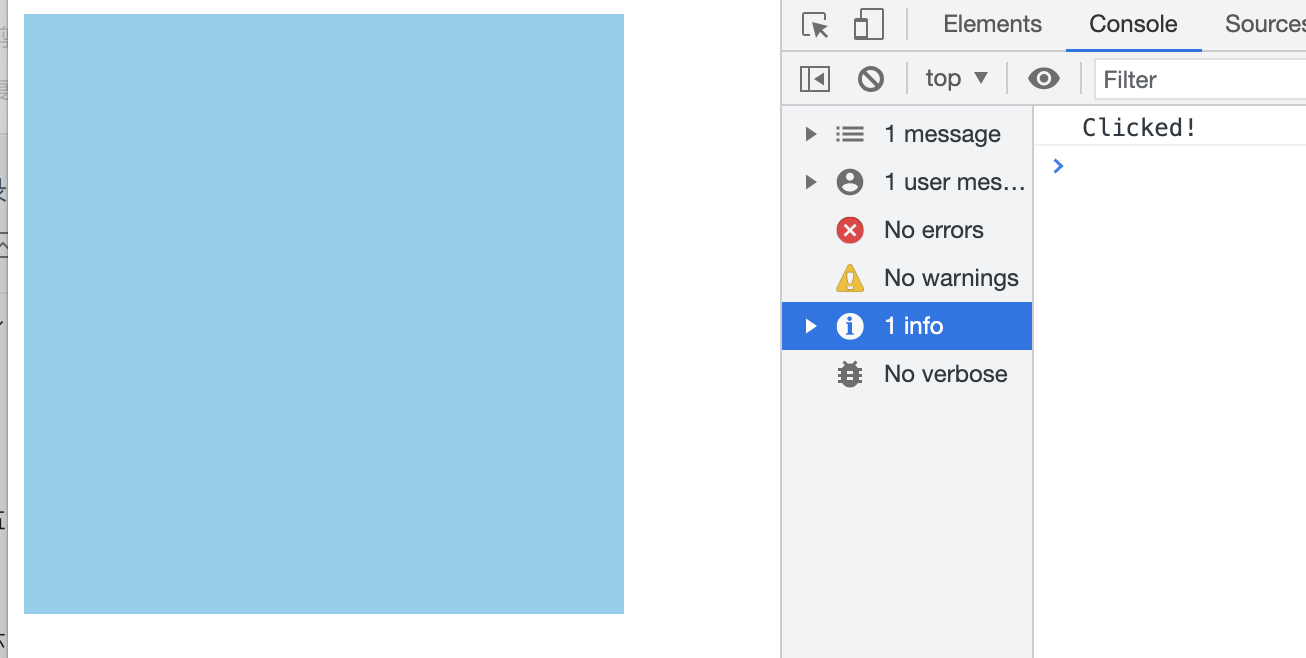 Elements Console Sources
top Filter
1 message
1 user mes…
No errors
No warnings
1 info
No verbose
Clicked!